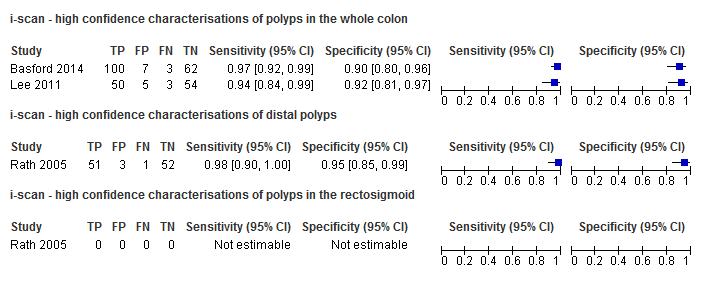 i-scan - high confidence characterisations of polyps in the whole colon
Study TP FP FN TN Sensitivity (95% CI) Specificity (95% CI) Sensitivity (95% CI) Specificity (95% CI)
Basford 2014 100 7 3 62 0.97 [0.92, 0.99] 0.90 [0.80, 0.96]
Lee 2011 50 5 3 54 0.94 [0.84, 0.99] 0.92 [0.81, 0.97]
0 0.2 0.4 0.6 0.8 1 0 0.2 0.4 0.6 0.8 1
i-scan - high confidence characterisations of distal polyps
Study TP FP FN TN Sensitivity (95% CI) Specificity (95% CI) Sensitivity (95% CI) Specificity (95% CI)
Rath 2005 51 3 1 52 0.98 [0.90, 1.00] 0.95 [0.85, 0.99]
0 0.2 0.4 0.6 0.8 1 0 0.2 0.4 0.6 0.8 1
i-scan - high confidence characterisations of polyps in the rectosigmoid
Study TP FP FN TN Sensitivity (95% CI) Specificity (95% CI) Sensitivity (95% CI) Specificity (95% CI)
Rath 2005 0 0 0 0 Not estimable Not estimable
0 0.2 0.4 0.6 0.8 1 0 0.2 0.4 0.6 0.8 1